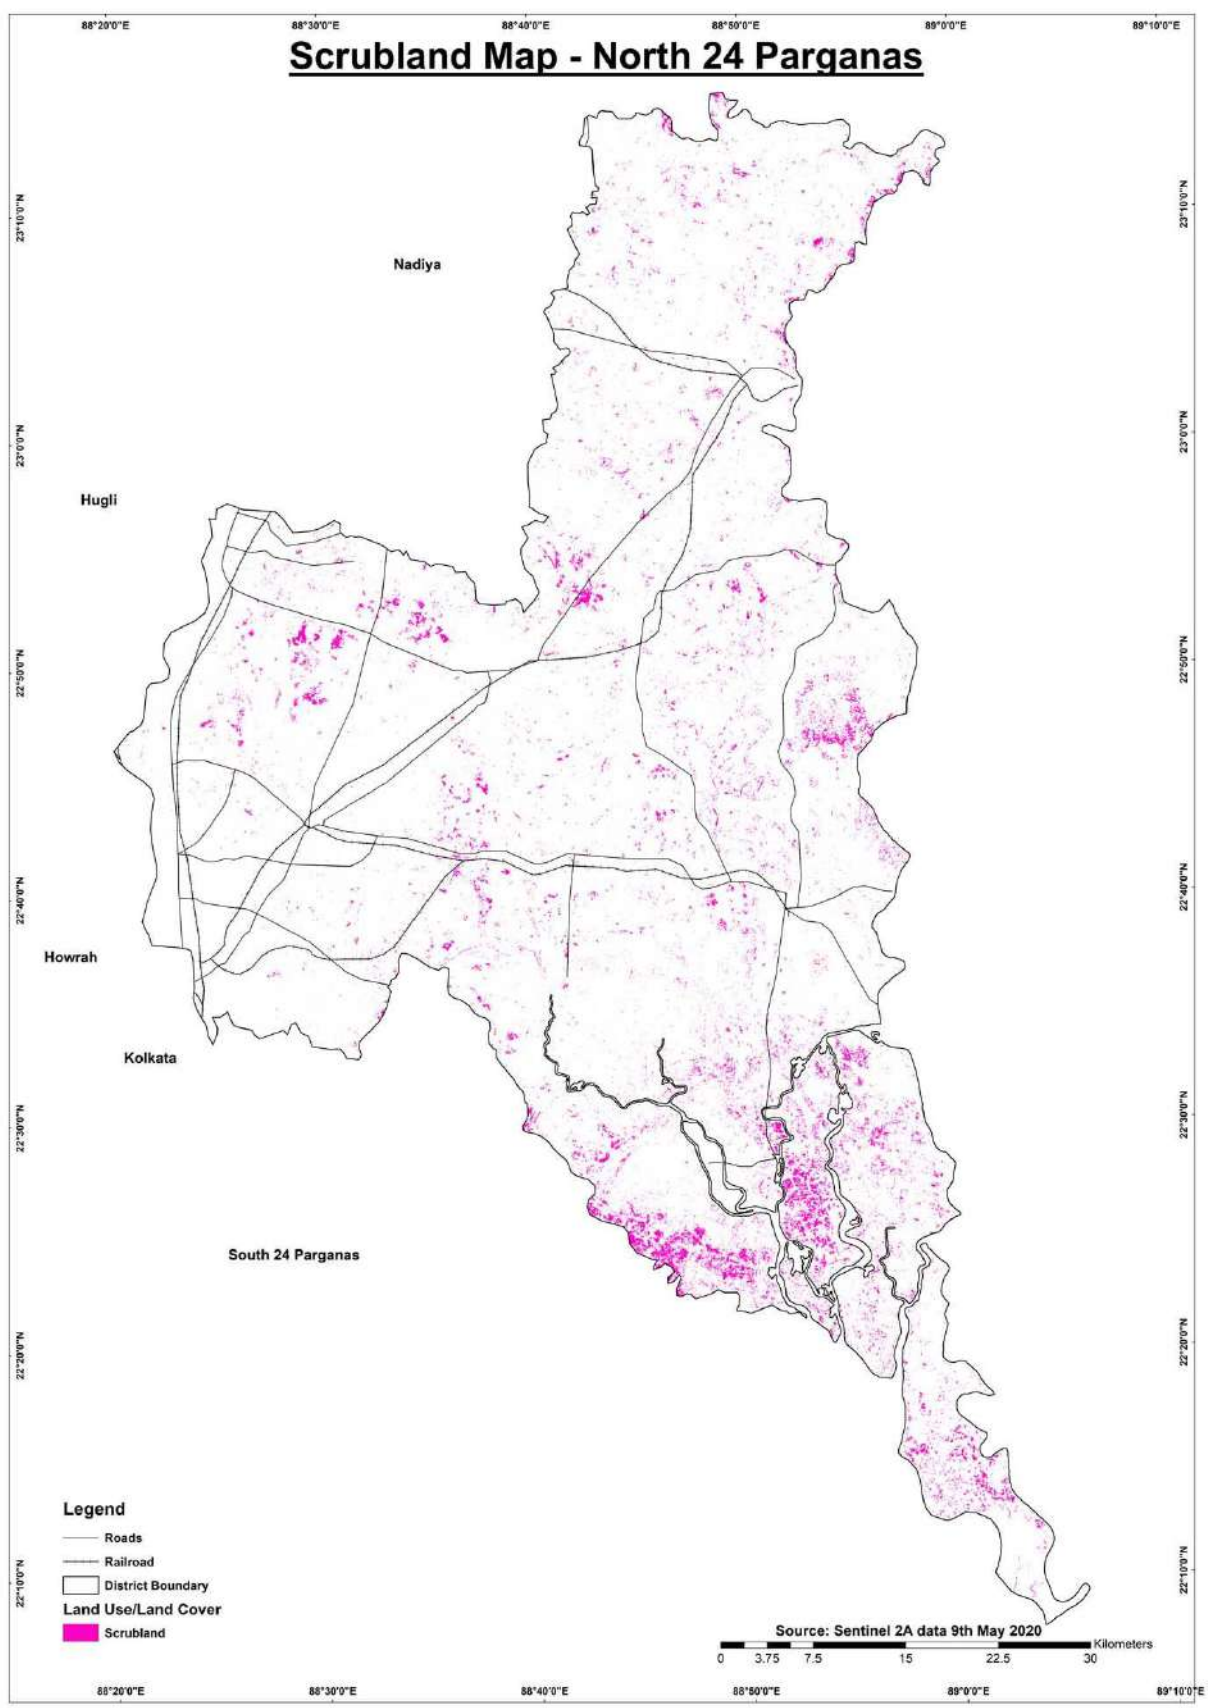 88°20'0"E 88°30'0"E 88°40'0"E 88°50'0"E 89°0'0"E 89°10'0"E
Scrubland Map - North 24 Parganas
23°10'0"N 23°10'0"N
Nadiya
23°0'0"N 23°0'0"N
Hugli
22°50'0"N 22°50'0"N
22°40'0"N 22°40'0"N
Howrah
Kolkata
22°30'0"N 22°30'0"N
South 24 Parganas
22°20'0"N 22°20'0"N
Legend
Roads
Railroad
22°10'0"N 22°10'0"N
District Boundary
Land Use/Land Cover
Scrubland
Source: Sentinel 2A data 9th May 2020
Kilometers
0 3.75 7.5 15 22.5 30
88°20'0"E 88°30'0"E 88°40'0"E 88°50'0"E 89°0'0"E 89°10'0"E